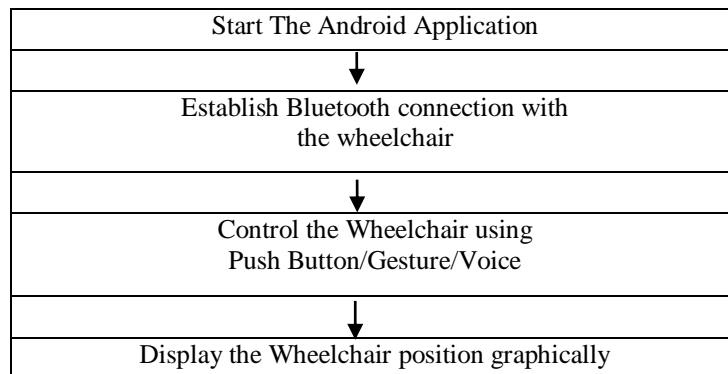 Start The Android Application
Establish Bluetooth connection with
the wheelchair
Control the Wheelchair using
Push Button/Gesture/Voice
Display the Wheelchair position graphically